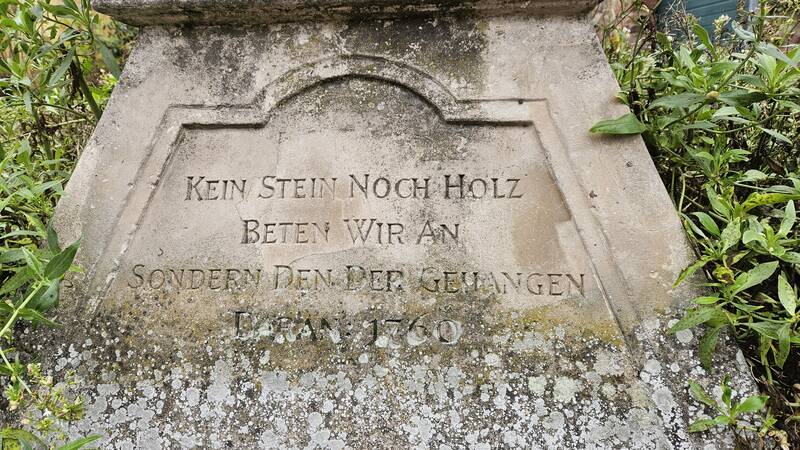 KEIN STEIN NOCH HOLZ
BETEN WIR AN
SONDERN DEN DER GEHANGEN
DARAN. 1760